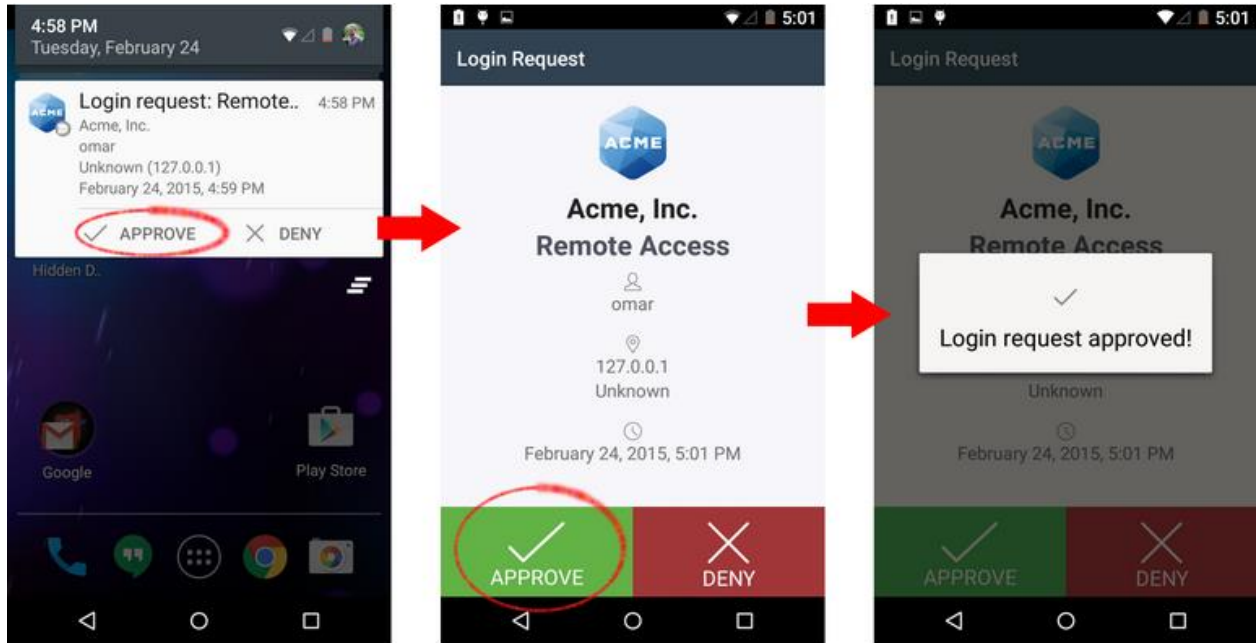 4:58 PM
Tuesday, February 24
ACME
Login request: Remote.. 4:58 PM
Acme, Inc.
omar
Unknown (127.0.0.1)
February 24, 2015, 4:59 PM
APPROVE DENY
Hidden D..
Google Play Store
5:01
Login Request
ACME
Acme, Inc.
Remote Access
omar
127.0.0.1
Unknown
February 24, 2015, 5:01 PM
APPROVE DENY
5:01
Login Request
ACME
Acme, Inc.
Remote Access
Login request approved!
Unknown
February 24, 2015, 5:01 PM
APPROVE DENY